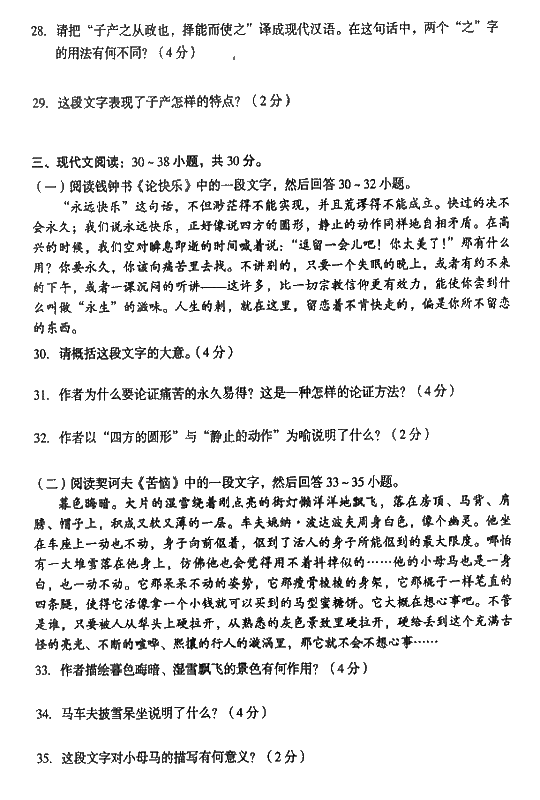 28. 请把“子产之从政也，择能而使之”译成现代汉语。在这句话中，两个“之”字
的用法有何不同？（4分）
29. 这段文字表现了子产怎样的特点？（2分）
三、现代文阅读：30~38小题，共30分。
（一）阅读钱钟书《论快乐》中的一段文字，然后回答30~32小题。
“永远快乐”这句话，不但渺茫得不能实现，并且荒谬得不能成立。快过的决不
会永久；我们说永远快乐，正好像说四方的圆形，静止的动作同样地自相矛盾。在高
兴的时候，我们空对瞬息即逝的时间喊着说：“逗留一会儿吧！你太美了！”那有什么
用？你要永久，你该向痛苦里去找。不讲别的，只要一个失眠的晚上，或者有约不来
的下午，或者一课沉闷的听讲——这许多，比一切宗教信仰更有效力，能使你尝到什
么叫做“永生”的滋味。人生的刺，就在这里，留恋着不肯快走的，偏是你所不留恋
的东西。
30. 请概括这段文字的大意。（4分）
31. 作者为什么要论证痛苦的永久易得？这是一种怎样的论证方法？（4分）
32. 作者以“四方的圆形”与“静止的动作”为喻说明了什么？（2分）
（二）阅读契诃夫《苦恼》中的一段文字，然后回答33~35小题。
暮色晦暗。大片的湿雪绕着刚点亮的街灯懒洋洋地飘飞，落在房顶、马背、肩
膀、帽子上，积成又软又薄的一层。车夫姚纳·波达波夫周身白色，像个幽灵。他坐
在车座上一动也不动，身子向前伛着，伛到了活人的身子所能伛到的最大限度。哪怕
有一大堆雪落在他身上，仿佛他也会觉得用不着抖掉似的……他的小母马也是一身
白，也一动不动。它那呆呆不动的姿势，它那瘦骨棱棱的身架，它那棍子一样笔直的
四条腿，使得它活像拿一个小钱就可以买到的马型蜜糖饼。它大概在想心事吧。不管
是谁，只要被人从犁头上硬拉开，从熟悉的灰色景致里硬拉开，硬给丢到这个充满古
怪的亮光、不断的喧哗、熙攘的行人的漩涡里，那它就不会不想心事……
33. 作者描绘暮色晦暗、湿雪飘飞的景色有何作用？（4分）
34. 马车夫披雪呆坐说明了什么？（4分）
35. 这段文字对小母马的描写有何意义？（2分）